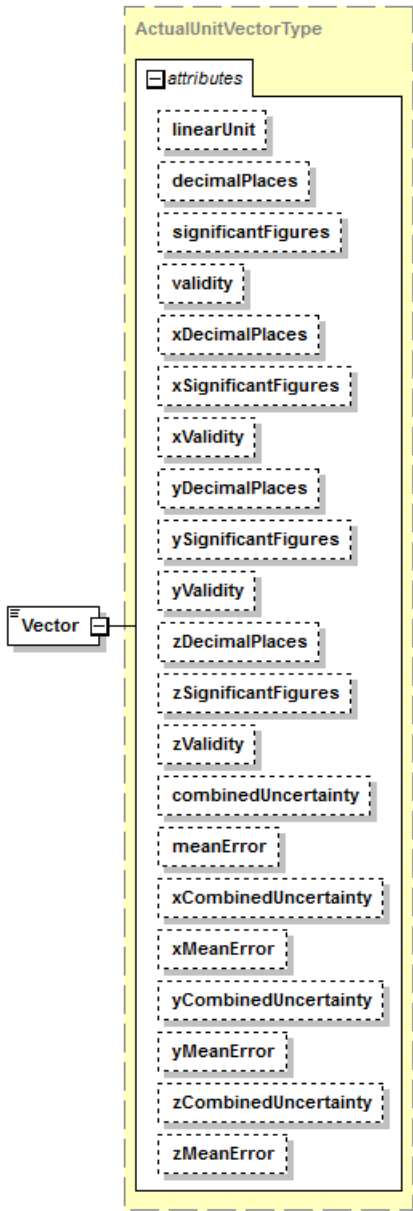 ActualUnitVectorType
attributes
linearUnit
decimalPlaces
significantFigures
validity
xDecimalPlaces
xSignificantFigures
xValidity
yDecimalPlaces
ySignificantFigures
yValidity
Vector
zDecimalPlaces
zSignificantFigures
zValidity
combinedUncertainty
meanError
xCombinedUncertainty
xMeanError
yCombinedUncertainty
yMeanError
zCombinedUncertainty
zMeanError